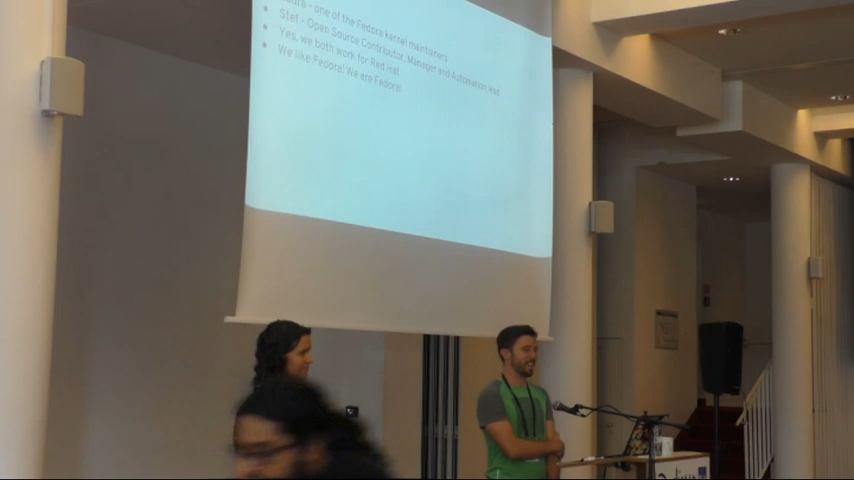 - one of the Fedora kernel maintainers
Stef - Open Source Contributor, Manager and Automation Hat
Yes, we both work for Red Hat
We like Fedora! We are Fedora!